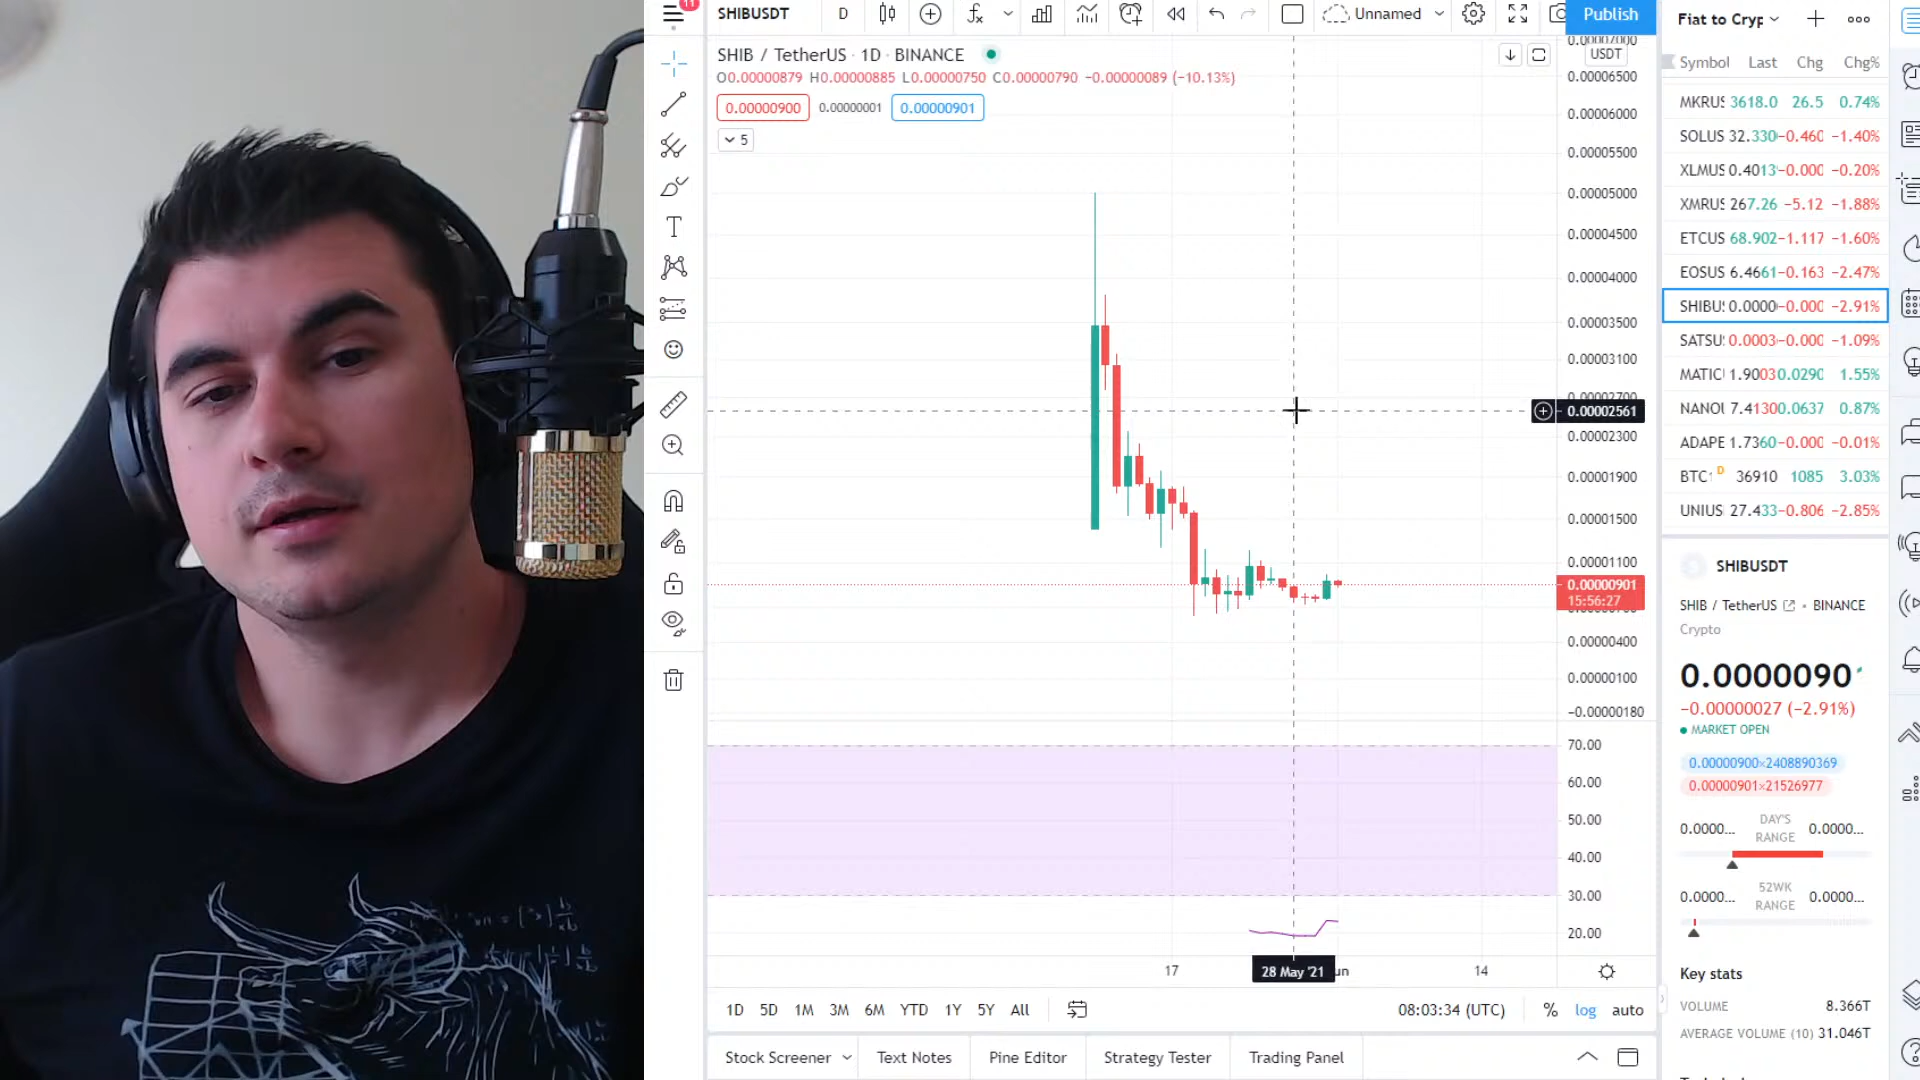 11
SHIBUSDT
D
Unnamed
Publish
SHIB / TetherUS · 1D · BINANCE
O0.00000879 H0.00000885 L0.00000750 C0.00000790 −0.00000089 (−10.13%)
0.00000900 0.00000001 0.00000901
5
0.00007000
USDT
0.00006500
0.00006000
0.00005500
0.00005000
0.00004500
0.00004000
0.00003500
0.00003100
0.00002700
0.00002561
0.00002300
0.00001900
0.00001500
0.00001100
0.00000901
15:56:27
0.00000400
0.00000100
−0.00000180
70.00
60.00
50.00
40.00
30.00
20.00
17
28 May '21
un
14
1D 5D 1M 3M 6M YTD 1Y 5Y All
08:03:34 (UTC)
% log auto
Stock Screener Text Notes Pine Editor Strategy Tester Trading Panel
Fiat to Cryp
Symbol Last Chg Chg%
MKRUS 3618.0 26.5 0.74%
SOLUS 32.330 −0.460 −1.40%
XLMUS 0.4013 −0.000 −0.20%
XMRUS 267.26 −5.12 −1.88%
ETCUS 68.902 −1.117 −1.60%
EOSUS 6.4661 −0.163 −2.47%
SHIBU 0.0000 −0.000 −2.91%
SATSU 0.0003 −0.000 −1.09%
MATIC 1.9003 0.0290 1.55%
NANO 7.4130 0.0637 0.87%
ADAPE 1.7360 −0.000 −0.01%
BTC D 36910 1085 3.03%
UNIUS 27.433 −0.806 −2.85%
SHIBUSDT
SHIB / TetherUS • BINANCE
Crypto
0.0000090
−0.00000027 (−2.91%)
MARKET OPEN
0.00000900×2408890369
0.00000901×21526977
0.0000... DAY'S RANGE 0.0000...
0.0000... 52WK RANGE 0.0000...
Key stats
VOLUME 8.366T
AVERAGE VOLUME (10) 31.046T